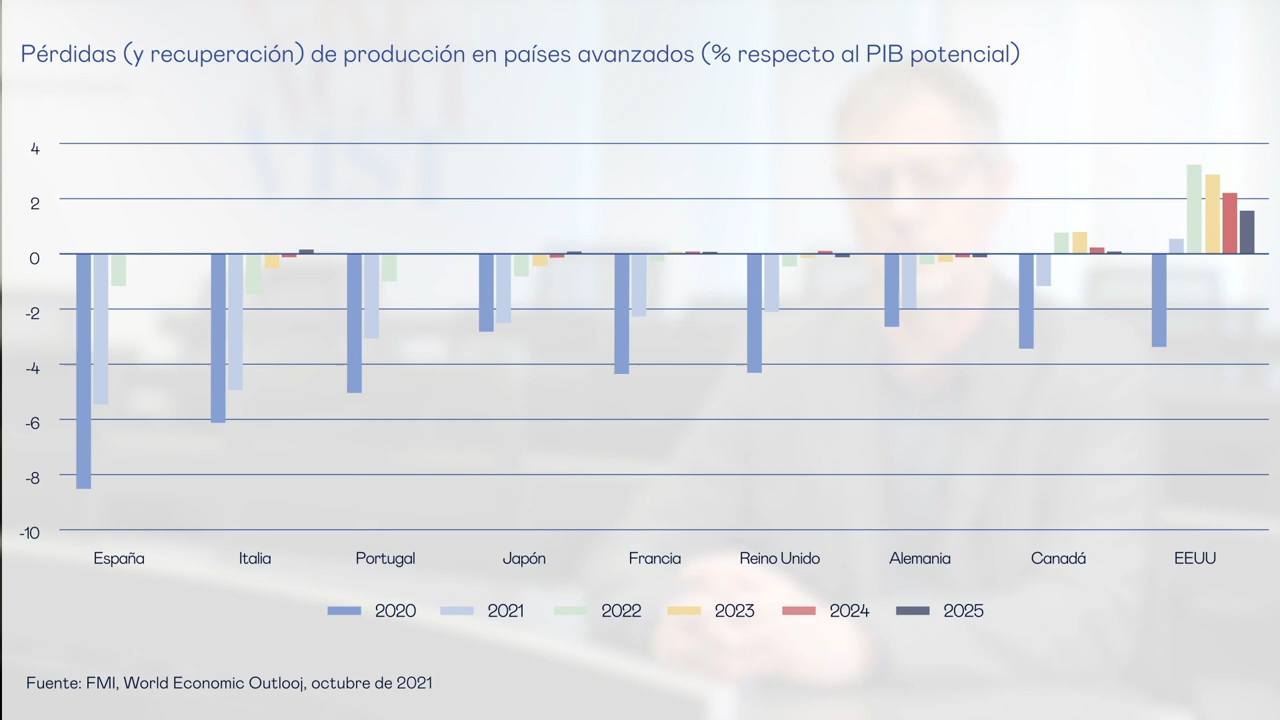 Pérdidas (y recuperación) de producción en países avanzados (% respecto al PIB potencial)
4
2
0
-2
-4
-6
-8
-10
España Italia Portugal Japón Francia Reino Unido Alemania Canadá EEUU
2020 2021 2022 2023 2024 2025
Fuente: FMI, World Economic Outlooj, octubre de 2021